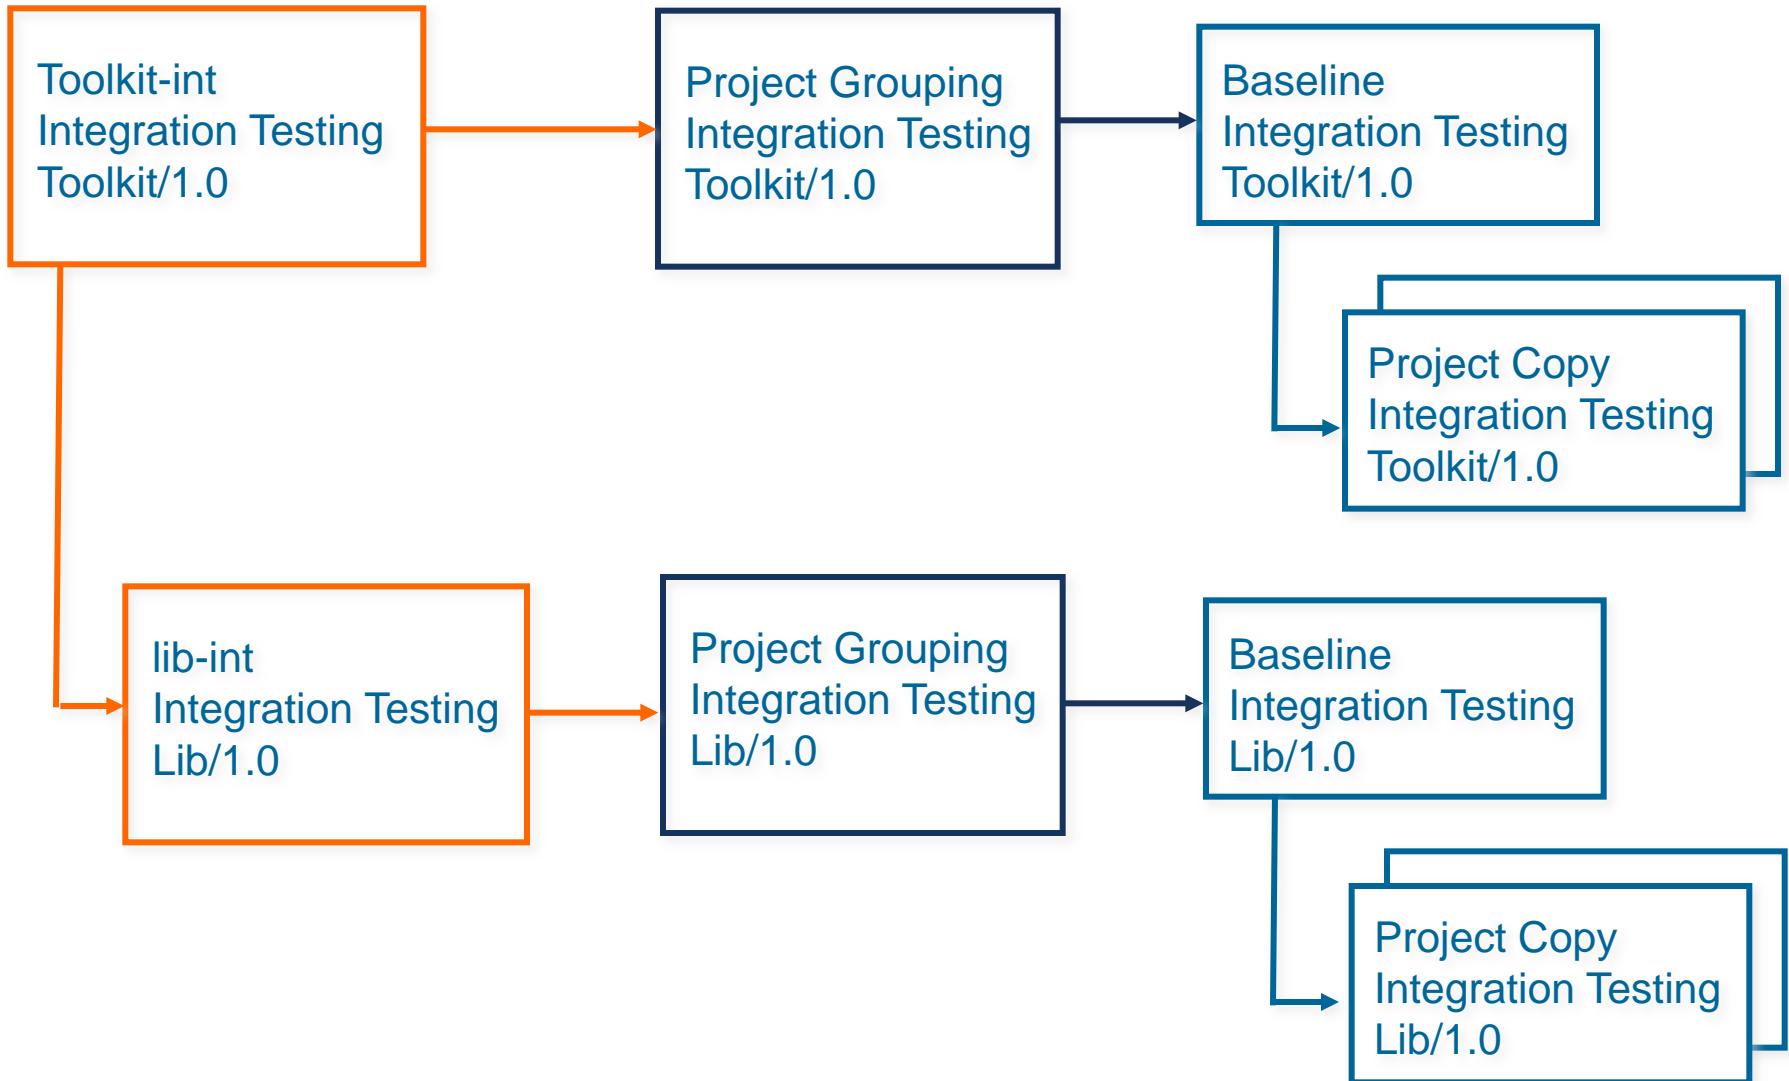 Toolkit-int
Integration Testing
Toolkit/1.0
Project Grouping
Integration Testing
Toolkit/1.0
Baseline
Integration Testing
Toolkit/1.0
Project Copy
Integration Testing
Toolkit/1.0
lib-int
Integration Testing
Lib/1.0
Project Grouping
Integration Testing
Lib/1.0
Baseline
Integration Testing
Lib/1.0
Project Copy
Integration Testing
Lib/1.0